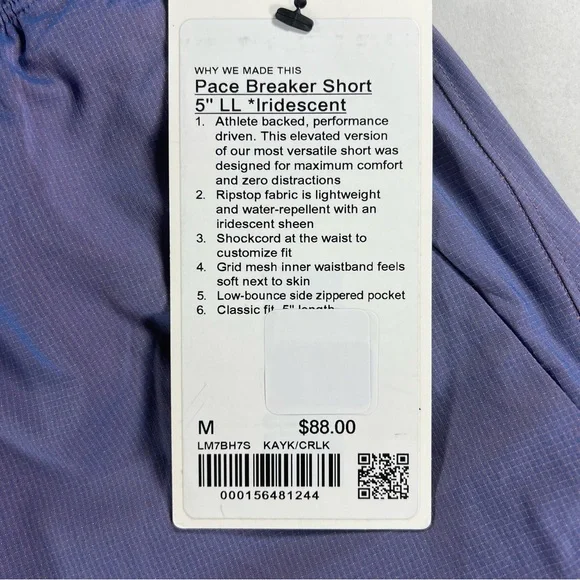 WHY WE MADE THIS
Pace Breaker Short
5" LL *Iridescent
1. Athlete backed, performance
driven. This elevated version
of our most versatile short was
designed for maximum comfort
and zero distractions
2. Ripstop fabric is lightweight
and water-repellent with an
iridescent sheen
3. Shockcord at the waist to
customize fit
4. Grid mesh inner waistband feels
soft next to skin
5. Low-bounce side zippered pocket
6. Classic fit, 5" length
M $88.00
LM7BH7S KAYK/CRLK
000156481244